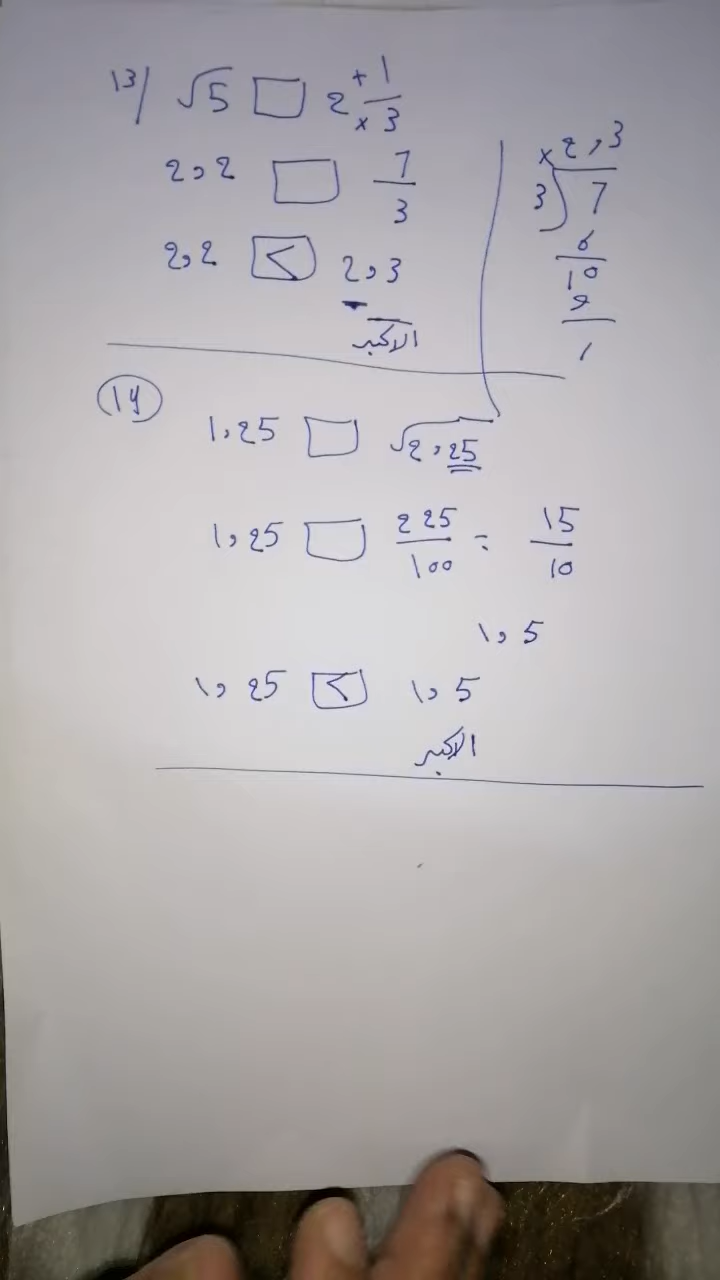 13/ √5 □ 2 + 1/3 ×
2,2 □ 7/3
2,2 < 2,3
الاكبر
× 2,3
3 ) 7
6
10
9
1
14
1,25 □ √2,25
1,25 □ 225/100 = 15/10
1,5
1,25 < 1,5
الاكبر